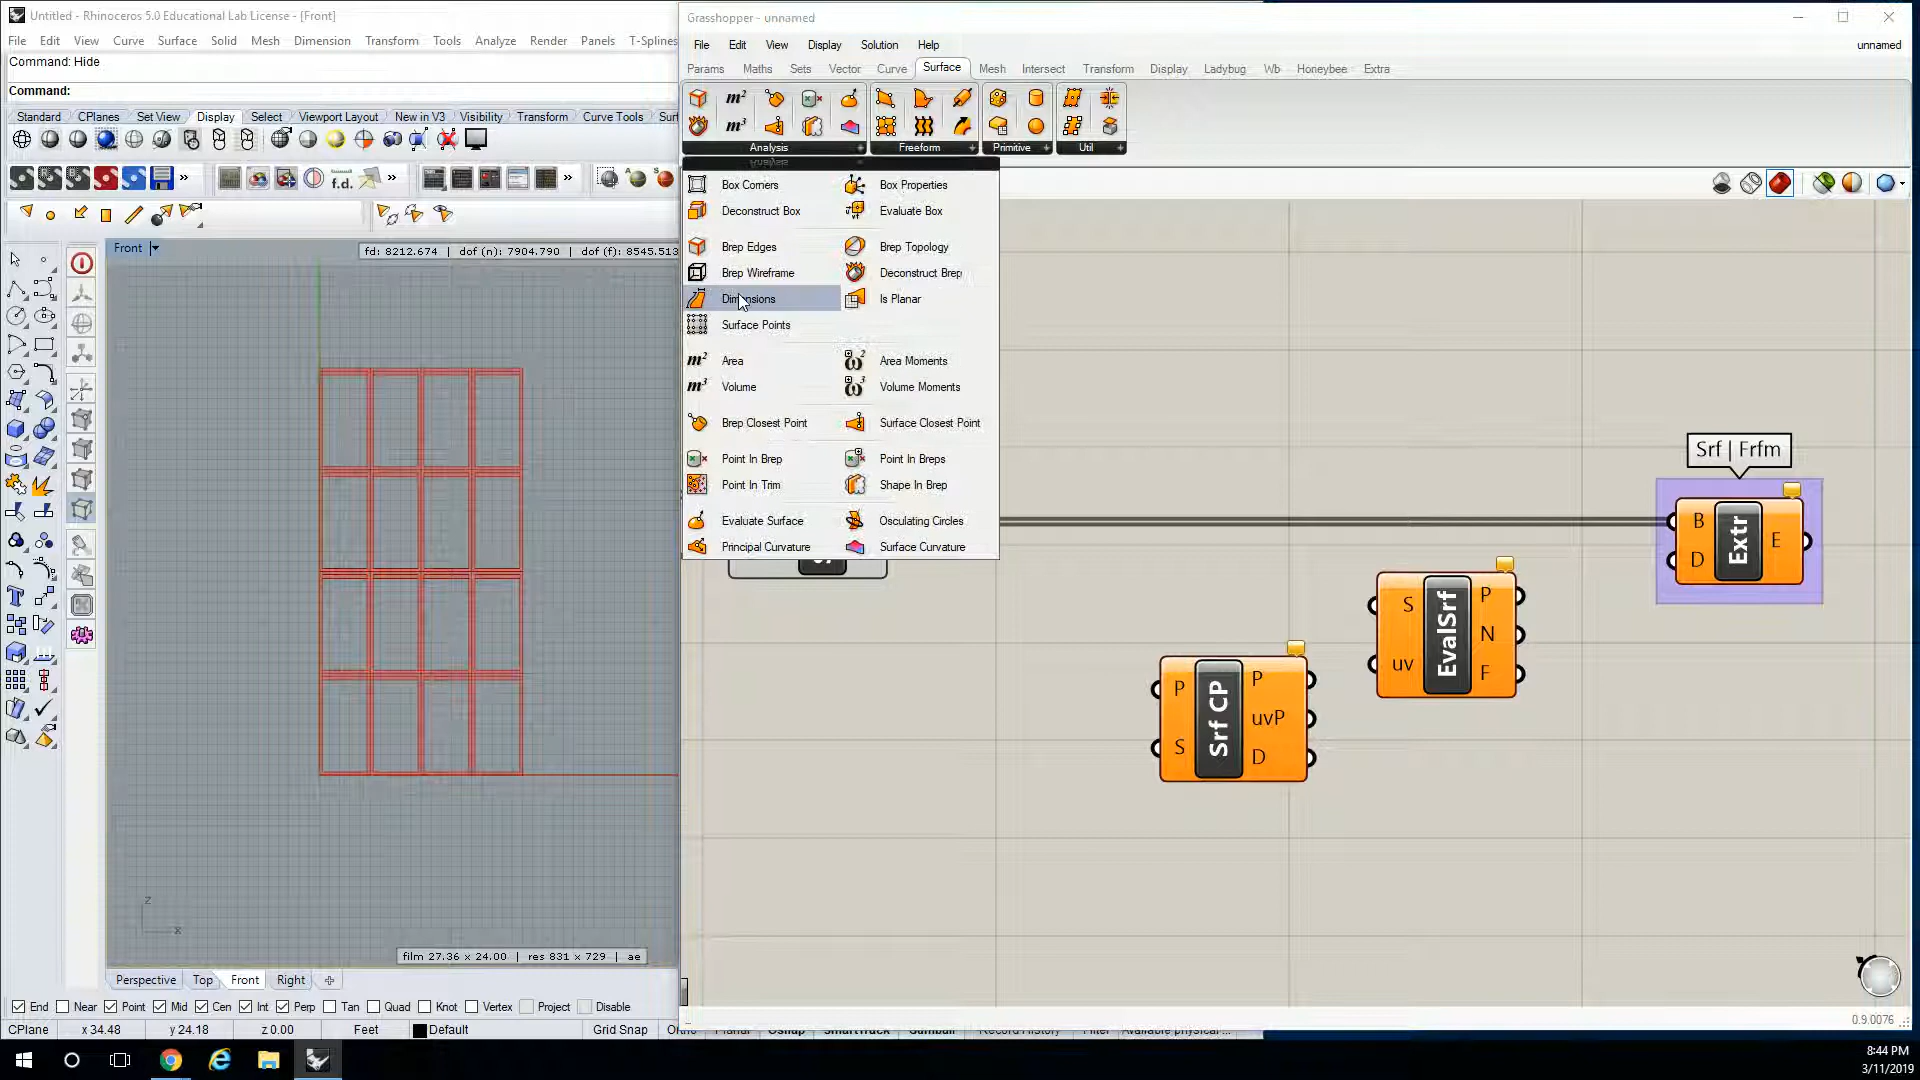 Untitled - Rhinoceros 5.0 Educational Lab License - [Front]
File Edit View Curve Surface Solid Mesh Dimension Transform Tools Analyze Render Panels T-Splines
Command: Hide
Command:
Standard CPlanes Set View Display Select Viewport Layout New in V3 Visibility Transform Curve Tools
f.d.
Front
fd: 8212.674 | dof (n): 7904.790 | dof (f): 8545.513
z
x
film 27.36 x 24.00 | res 831 x 729 | ae
Perspective Top Front Right
End Near Point Mid Cen Int Perp Tan Quad Knot Vertex Project Disable
CPlane x 34.48 y 24.18 z 0.00 Feet Default Grid Snap
Grasshopper - unnamed
File Edit View Display Solution Help
unnamed
Params Maths Sets Vector Curve Surface Mesh Intersect Transform Display Ladybug Wb Honeybee Extra
m²
m³
Analysis Freeform Primitive Util
Box Corners Box Properties
Deconstruct Box Evaluate Box
Brep Edges Brep Topology
Brep Wireframe Deconstruct Brep
Dimensions Is Planar
Surface Points
m² Area Area Moments
m³ Volume Volume Moments
Brep Closest Point Surface Closest Point
Point In Brep Point In Breps
Point In Trim Shape In Brep
Evaluate Surface Osculating Circles
Principal Curvature Surface Curvature
Srf | Frfm
B Extr E
D
S EvalSrf P
N
uv F
P Srf CP P
uvP
S D
0.9.0076
8:44 PM
3/11/2019